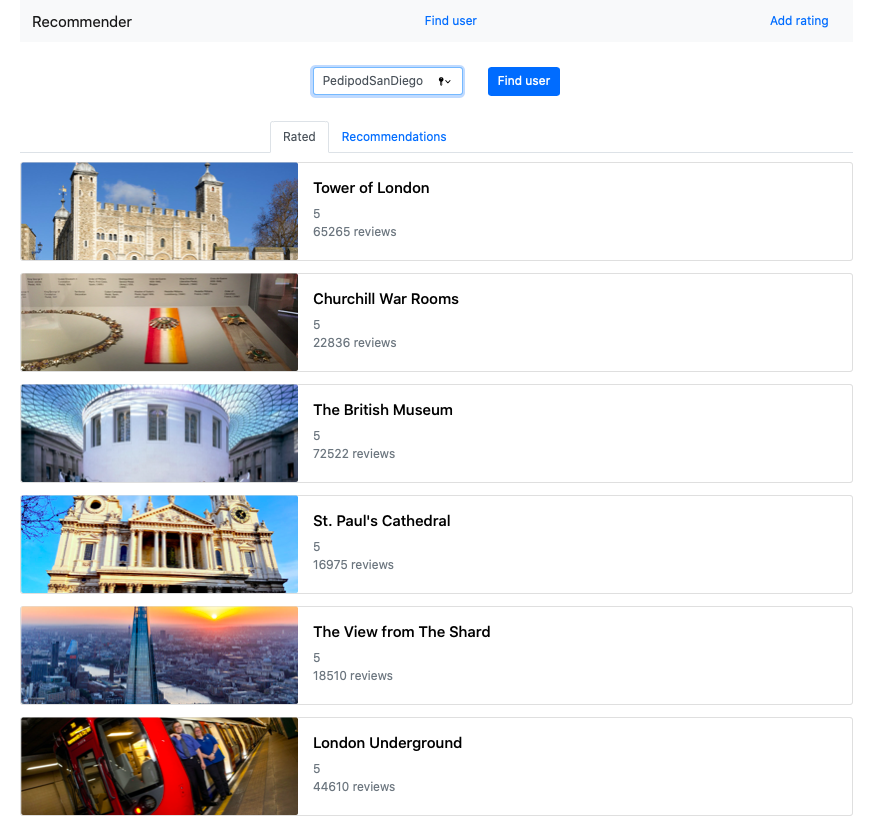 Recommender
Find user
Add rating
PedipodSanDiego
Find user
Rated
Recommendations
Tower of London
5
65265 reviews
Churchill War Rooms
5
22836 reviews
The British Museum
5
72522 reviews
St. Paul's Cathedral
5
16975 reviews
The View from The Shard
5
18510 reviews
London Underground
5
44610 reviews